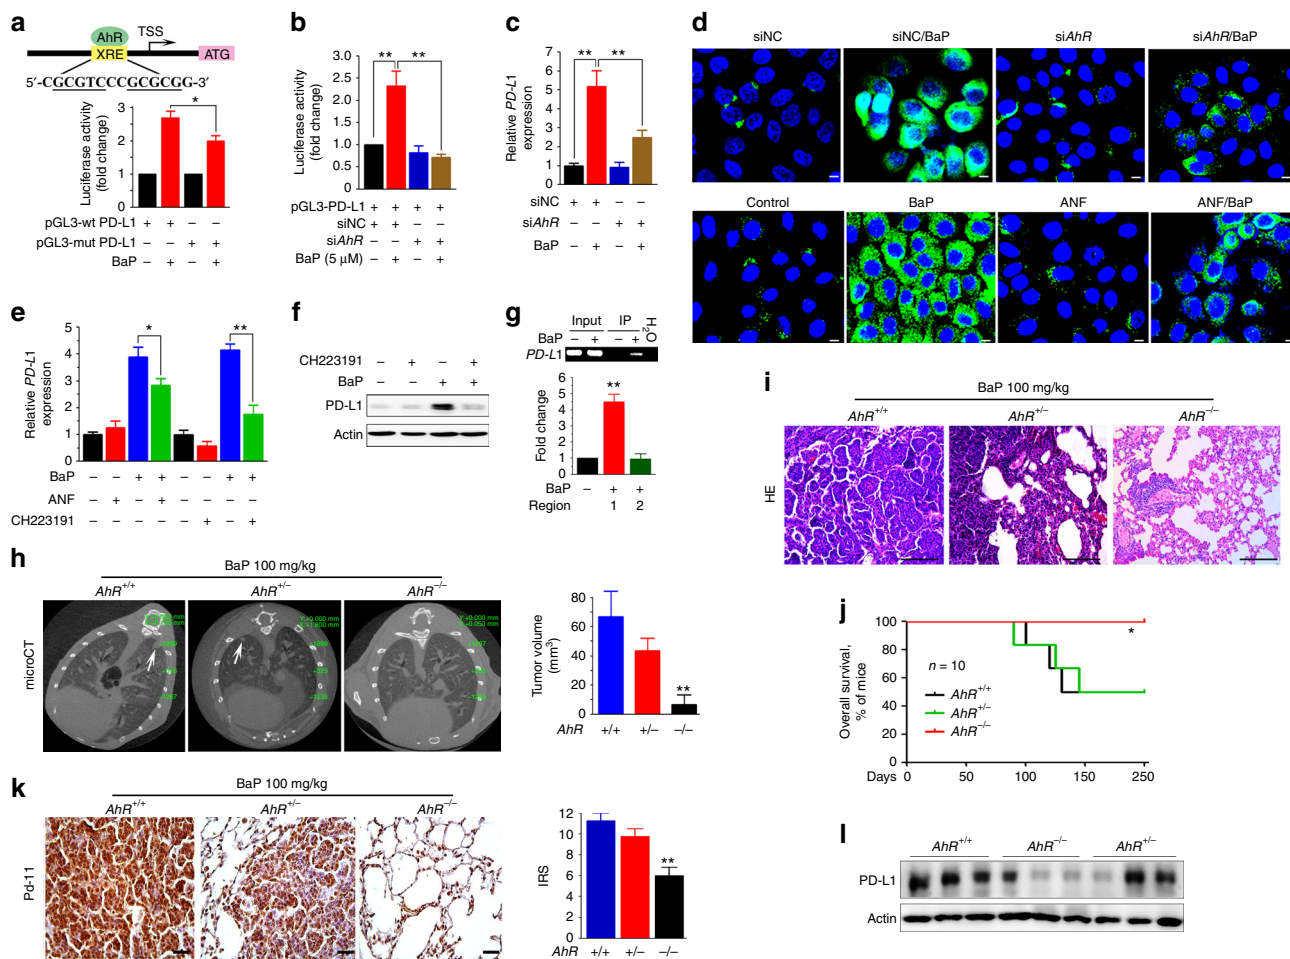 a
AhR
TSS
XRE
ATG
5′-CGCGTCCCGCGCGG-3′
Luciferase activity
(fold change)
3
2
1
0
*
pGL3-wt PD-L1 + + – –
pGL3-mut PD-L1 – – + +
BaP – + – +
b
Luciferase activity
(fold change)
3.0
2.5
2.0
1.5
1.0
0.5
0
** **
pGL3-PD-L1 + + + +
siNC + + – –
siAhR – – + +
BaP (5 μM) – + – +
c
Relative PD-L1
expression
7
6
5
4
3
2
1
0
** **
siNC + + – –
siAhR – – + +
BaP – + – +
d
siNC siNC/BaP siAhR siAhR/BaP
Control BaP ANF ANF/BaP
e
Relative PD-L1
expression
5
4
3
2
1
0
* **
BaP – – + + – – + +
ANF – + – + – – – –
CH223191 – – – – – + – +
f
CH223191 – + – +
BaP – – + +
PD-L1
Actin
g
Input IP H2O
BaP – + – +
PD-L1
Fold change
6
5
4
3
2
1
0
**
BaP – + +
Region 1 2
h
BaP 100 mg/kg
AhR+/+ AhR+/– AhR–/–
microCT
Tumor volume
(mm3)
80
60
40
20
0
**
AhR +/+ +/– –/–
i
BaP 100 mg/kg
AhR+/+ AhR+/– AhR–/–
HE
j
Overall survival,
% of mice
100
80
60
40
20
0
*
n = 10
AhR+/+
AhR+/–
AhR–/–
Days 0 50 100 150 250
k
BaP 100 mg/kg
AhR+/+ AhR+/– AhR–/–
Pd-11
IRS
12
10
8
6
4
2
0
**
AhR +/+ +/– –/–
l
AhR+/+ AhR–/– AhR+/–
PD-L1
Actin